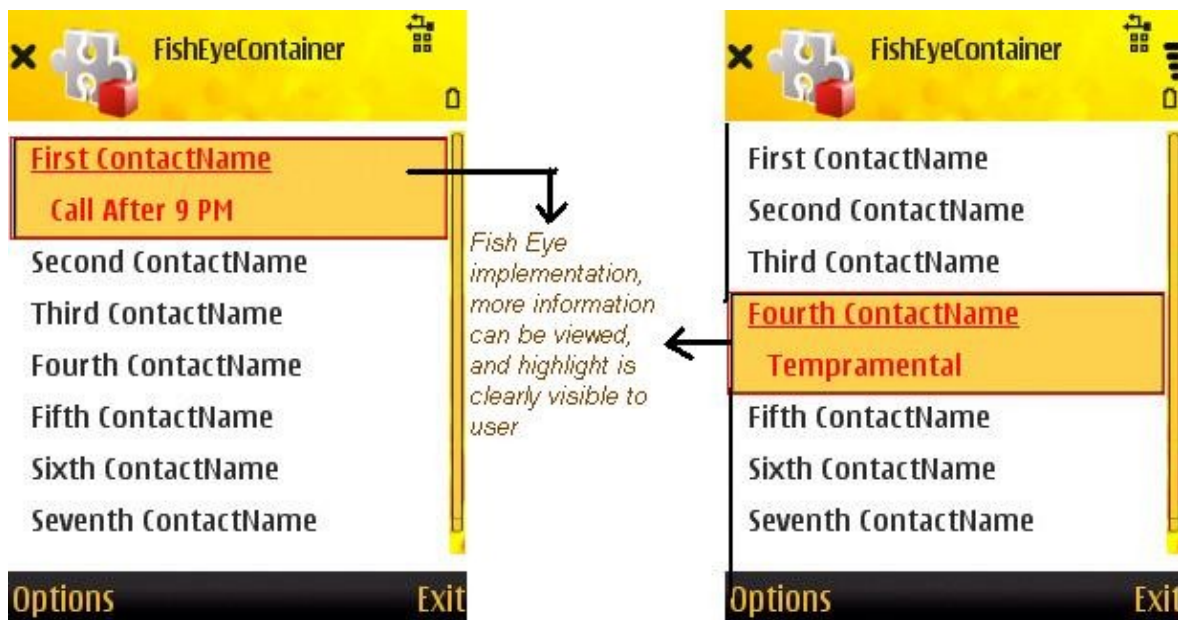 FishEyeContainer
First ContactName
Call After 9 PM
Second ContactName
Third ContactName
Fourth ContactName
Fifth ContactName
Sixth ContactName
Seventh ContactName
Options Exit
Fish Eye
implementation,
more information
can be viewed,
and highlight is
clearly visible to
user
FishEyeContainer
First ContactName
Second ContactName
Third ContactName
Fourth ContactName
Tempramental
Fifth ContactName
Sixth ContactName
Seventh ContactName
Options Exit